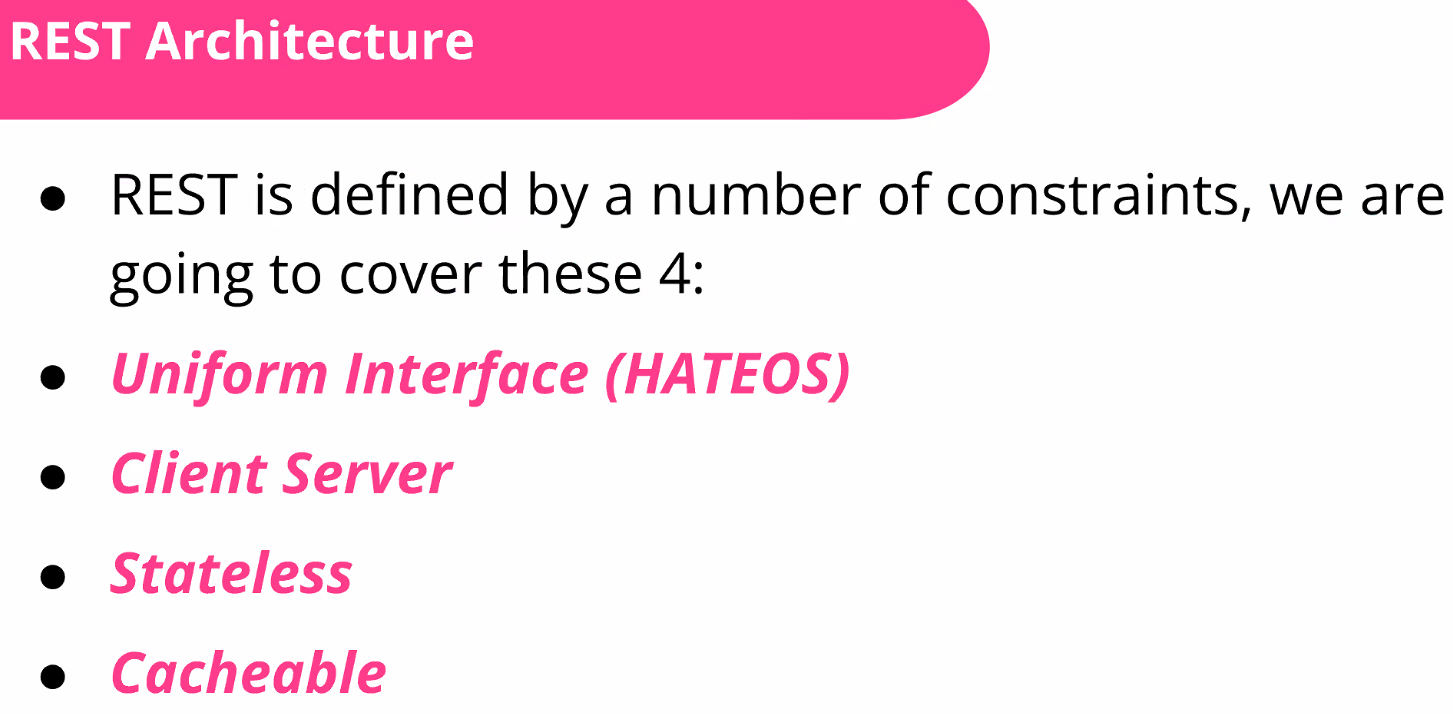 REST Architecture
● REST is defined by a number of constraints, we are
going to cover these 4:
● Uniform Interface (HATEOS)
● Client Server
● Stateless
● Cacheable